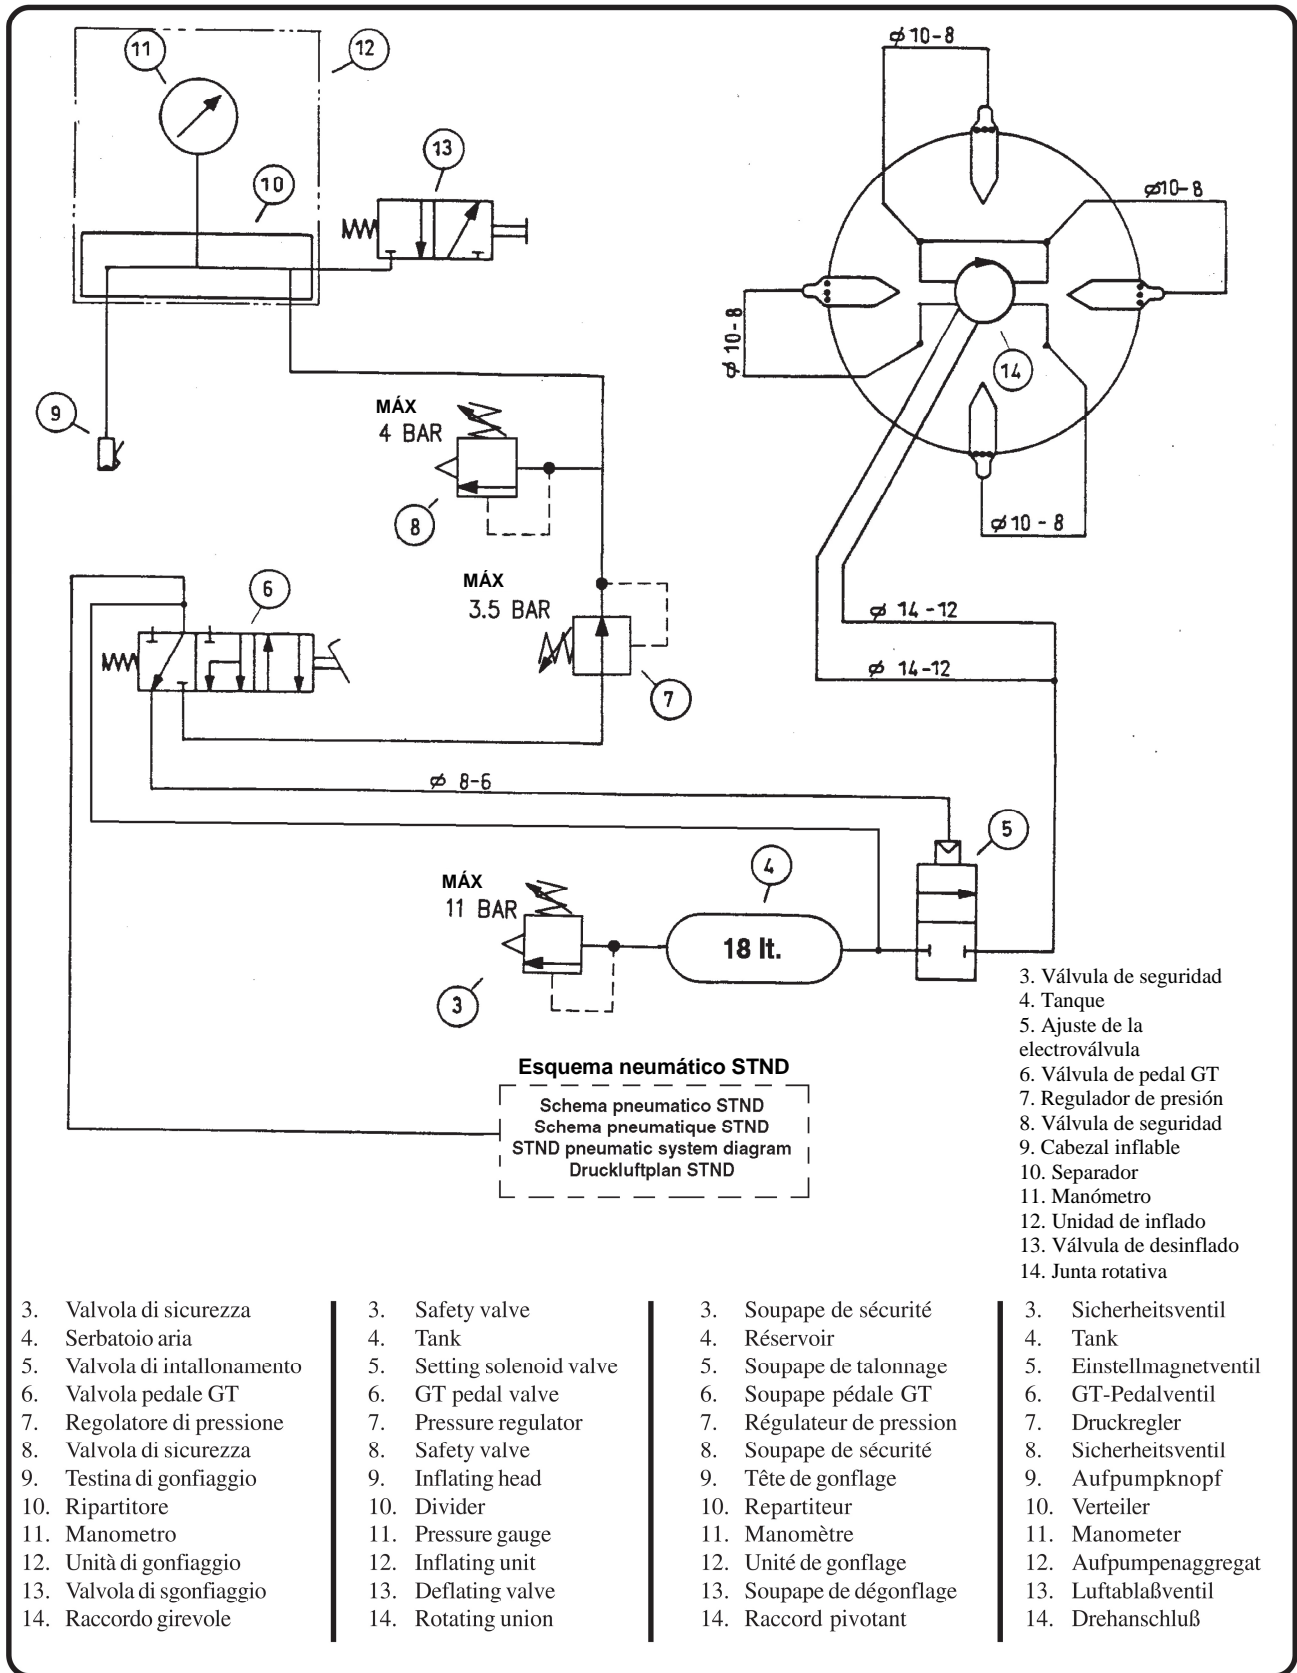 11
12
ϕ 10-8
13
10
ϕ10-8
ϕ 10-8
14
9
MÁX
4 BAR
8
ϕ 10-8
6
MÁX
3.5 BAR
7
ϕ 14-12
ϕ 14-12
ϕ 8-6
5
4
MÁX
11 BAR
18 lt.
3
3. Válvula de seguridad
4. Tanque
5. Ajuste de la
electroválvula
6. Válvula de pedal GT
7. Regulador de presión
8. Válvula de seguridad
9. Cabezal inflable
10. Separador
11. Manómetro
12. Unidad de inflado
13. Válvula de desinflado
14. Junta rotativa
Esquema neumático STND
Schema pneumatico STND
Schema pneumatique STND
STND pneumatic system diagram
Druckluftplan STND
3. Valvola di sicurezza
4. Serbatoio aria
5. Valvola di intallonamento
6. Valvola pedale GT
7. Regolatore di pressione
8. Valvola di sicurezza
9. Testina di gonfiaggio
10. Ripartitore
11. Manometro
12. Unità di gonfiaggio
13. Valvola di sgonfiaggio
14. Raccordo girevole
3. Safety valve
4. Tank
5. Setting solenoid valve
6. GT pedal valve
7. Pressure regulator
8. Safety valve
9. Inflating head
10. Divider
11. Pressure gauge
12. Inflating unit
13. Deflating valve
14. Rotating union
3. Soupape de sécurité
4. Réservoir
5. Soupape de talonnage
6. Soupape pédale GT
7. Régulateur de pression
8. Soupape de sécurité
9. Tête de gonflage
10. Repartiteur
11. Manomètre
12. Unité de gonflage
13. Soupape de dégonflage
14. Raccord pivotant
3. Sicherheitsventil
4. Tank
5. Einstellmagnetventil
6. GT-Pedalventil
7. Druckregler
8. Sicherheitsventil
9. Aufpumpknopf
10. Verteiler
11. Manometer
12. Aufpumpenaggregat
13. Luftablaßventil
14. Drehanschluß